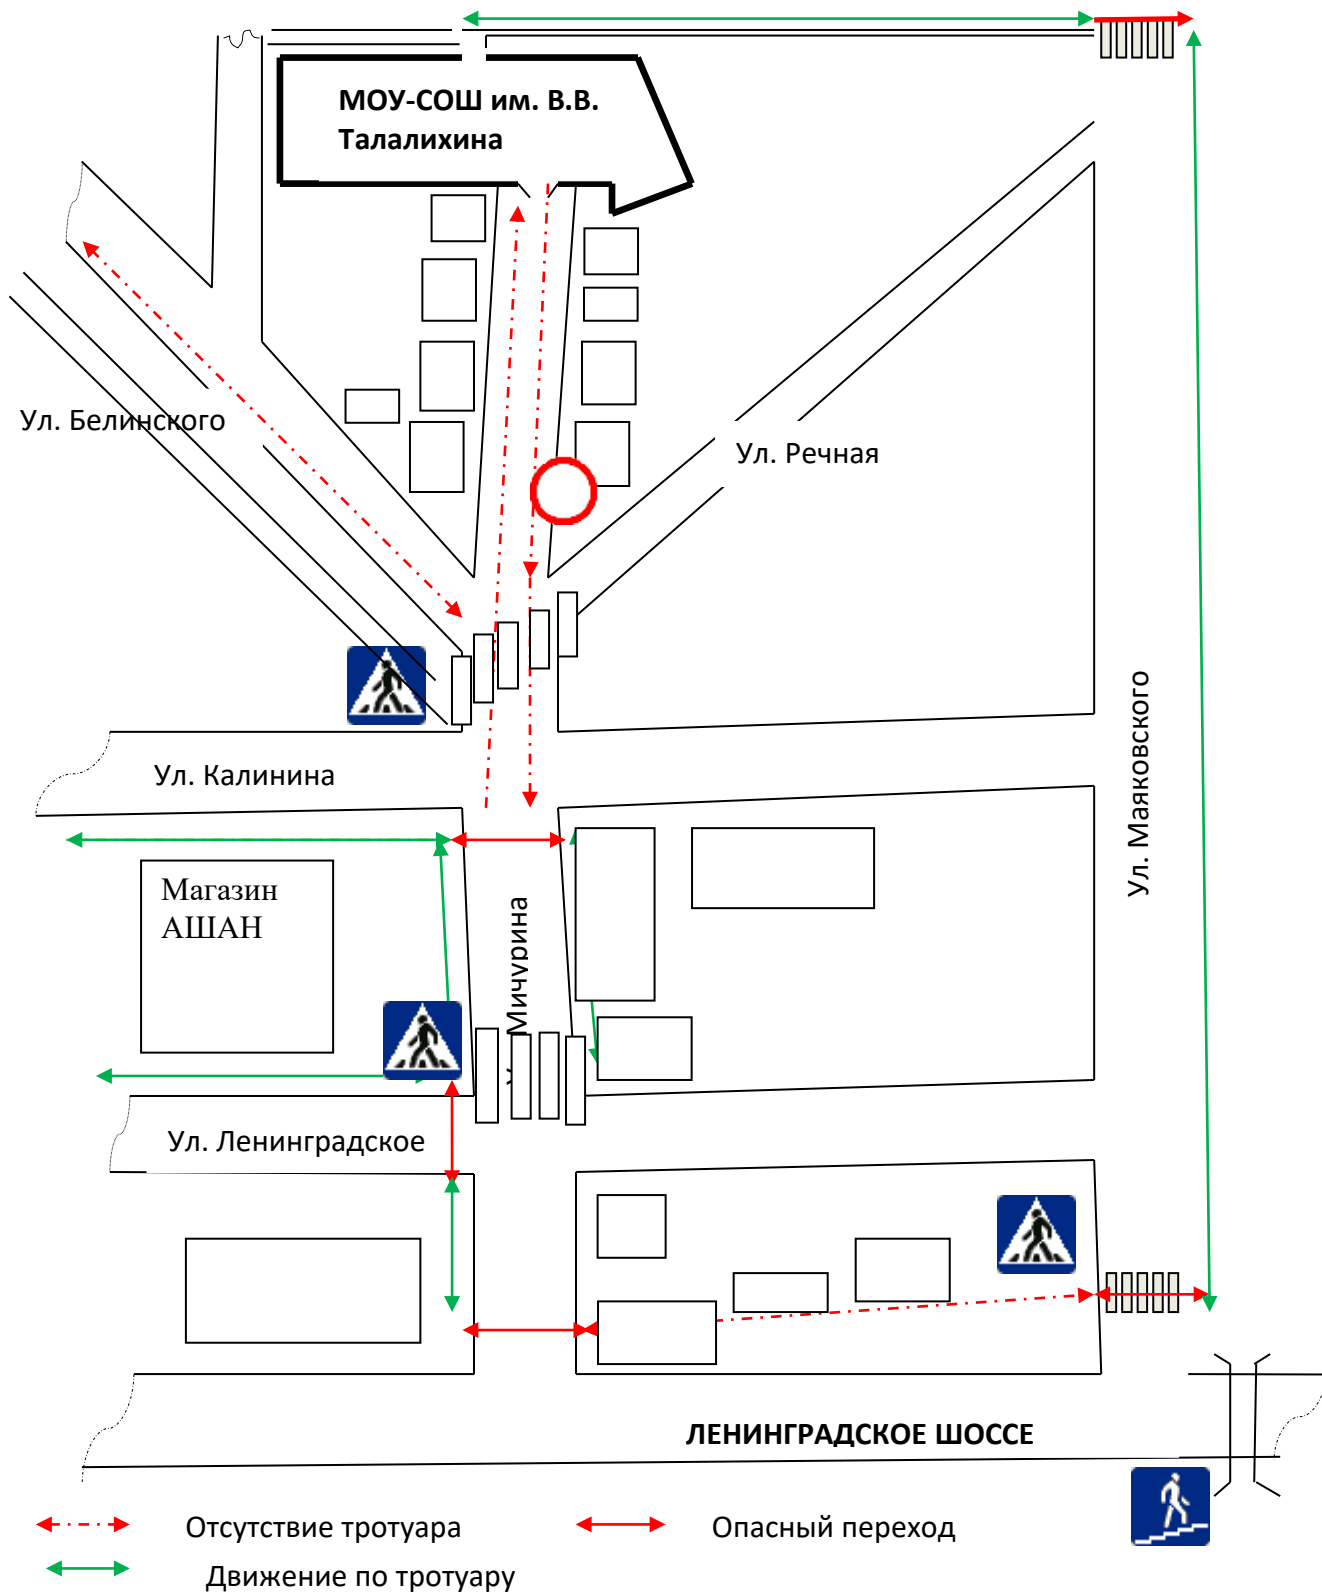 МОУ-СОШ им. В.В.
Талалихина
Ул. Белинского
Ул. Речная
Ул. Калинина
Ул. Маяковского
Магазин
АШАН
Мичурина
Ул. Ленинградское
ЛЕНИНГРАДСКОЕ ШОССЕ
Отсутствие тротуара
Опасный переход
Движение по тротуару